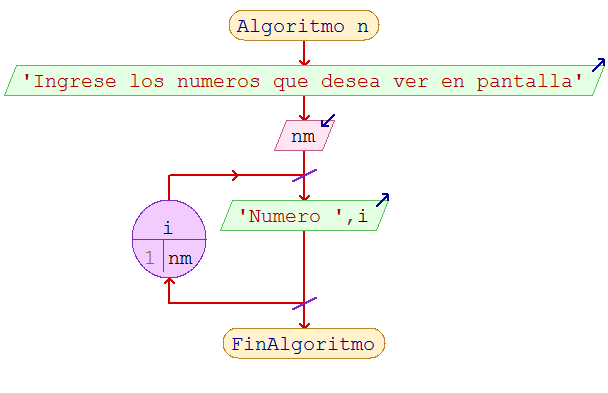 Algoritmo n
'Ingrese los numeros que desea ver en pantalla'
nm
'Numero ',i
i
1 nm
FinAlgoritmo